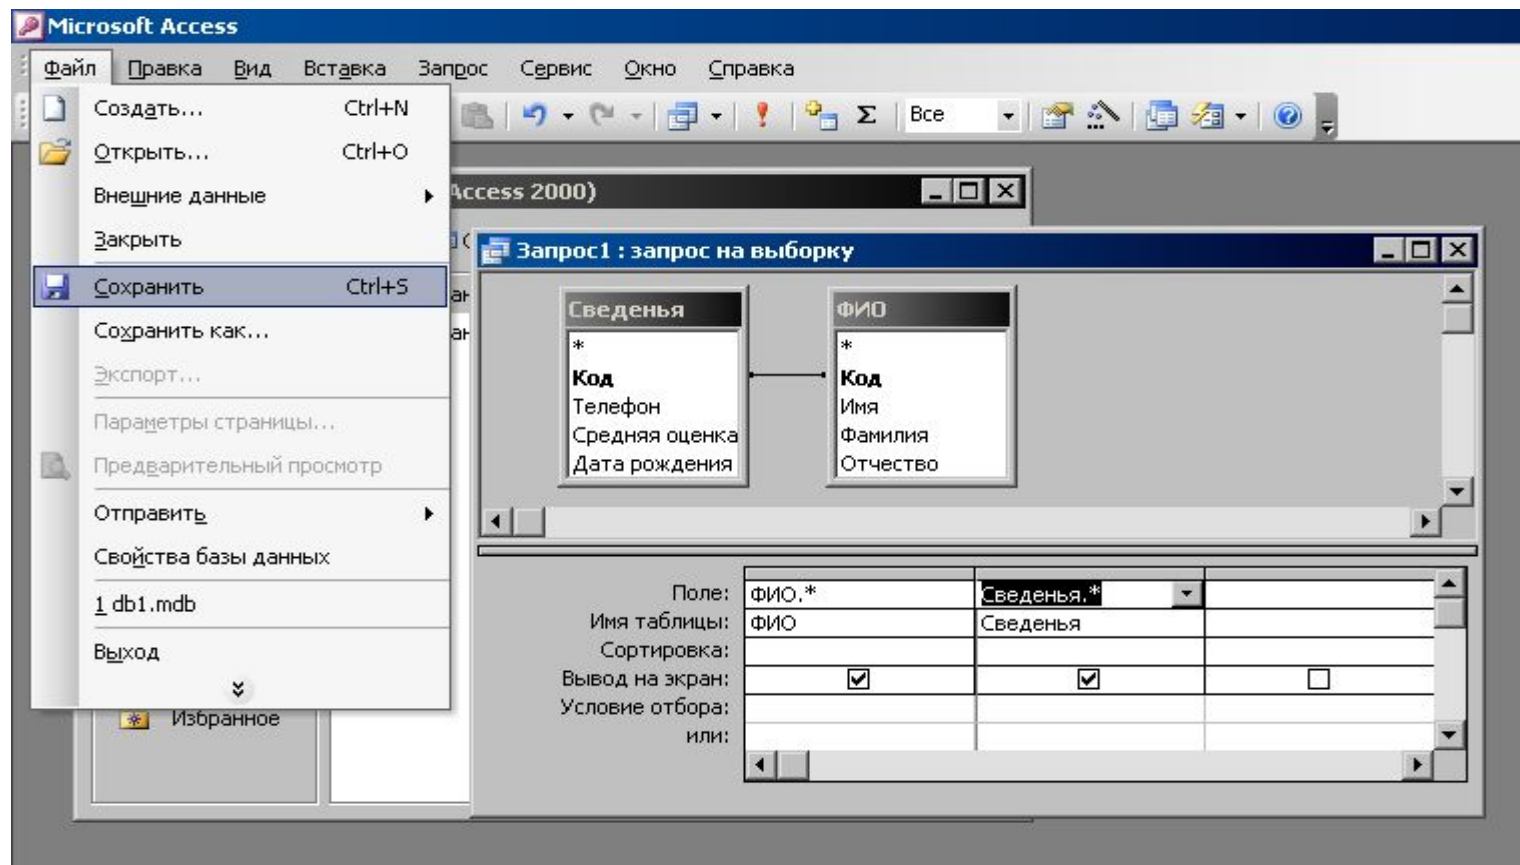 Microsoft Access
Файл Правка Вид Вставка Запрос Сервис Окно Справка
Все
Создать... Ctrl+N
Открыть... Ctrl+O
Внешние данные
Закрыть
Сохранить Ctrl+S
Сохранить как...
Экспорт...
Параметры страницы...
Предварительный просмотр
Отправить
Свойства базы данных
1 db1.mdb
Выход
Избранное
Access 2000)
Запрос1 : запрос на выборку
Сведенья
*
Код
Телефон
Средняя оценка
Дата рождения
ФИО
*
Код
Имя
Фамилия
Отчество
Поле: ФИО.* Сведенья.*
Имя таблицы: ФИО Сведенья
Сортировка:
Вывод на экран:
Условие отбора:
или: